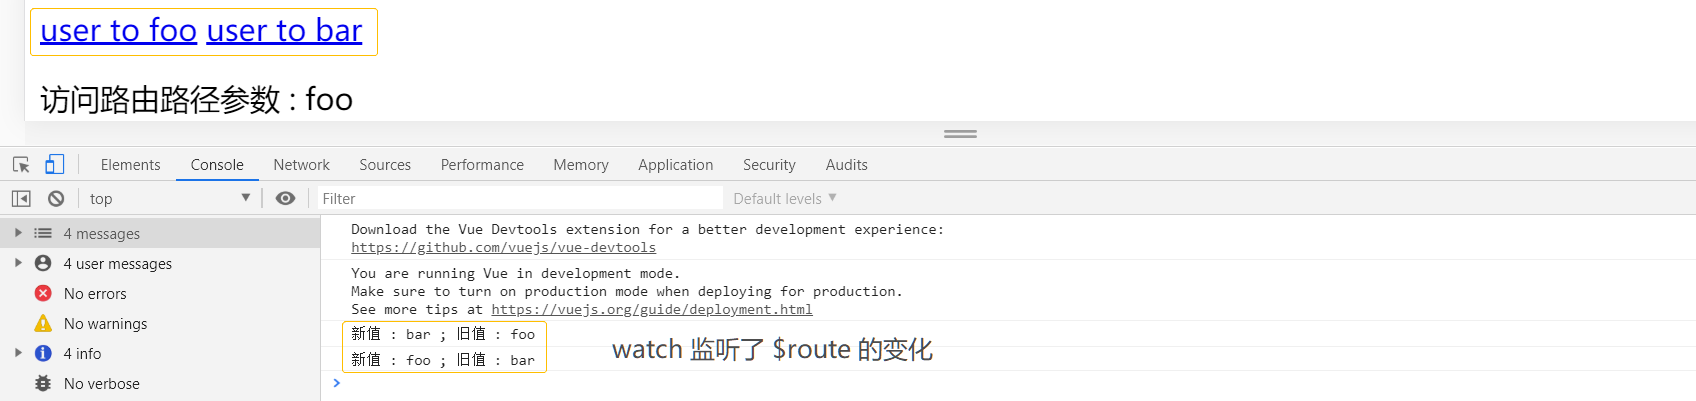 user to foo user to bar
访问路由路径参数 : foo
Elements Console Network Sources Performance Memory Application Security Audits
top Filter Default levels
4 messages
4 user messages
No errors
No warnings
4 info
No verbose
Download the Vue Devtools extension for a better development experience:
https://github.com/vuejs/vue-devtools
You are running Vue in development mode.
Make sure to turn on production mode when deploying for production.
See more tips at https://vuejs.org/guide/deployment.html
新值 : bar ; 旧值 : foo
新值 : foo ; 旧值 : bar
watch 监听了 $route 的变化